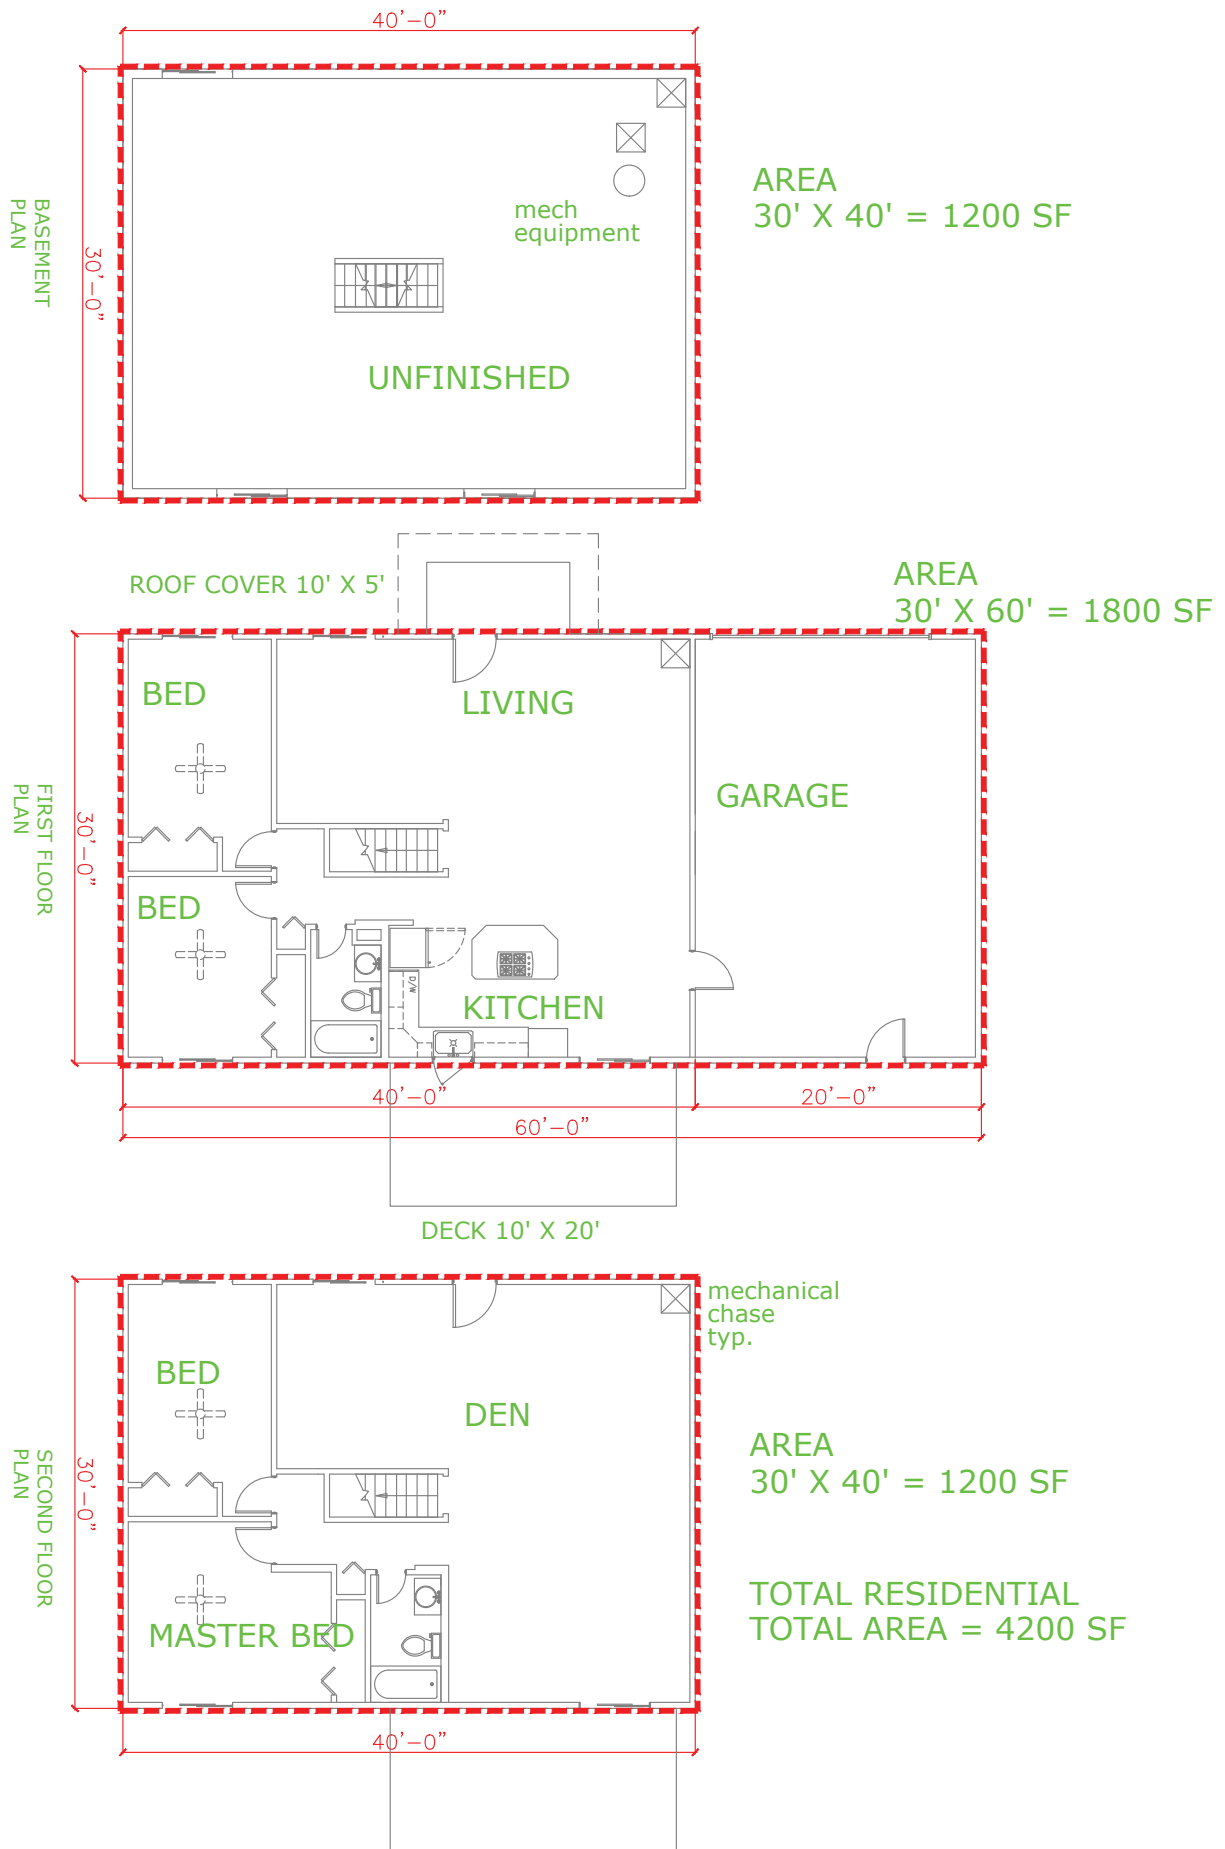 40'-0"
BASEMENT
PLAN
30'-0"
mech
equipment
UNFINISHED
AREA
30' X 40' = 1200 SF
ROOF COVER 10' X 5'
AREA
30' X 60' = 1800 SF
FIRST FLOOR
PLAN
30'-0"
BED
LIVING
GARAGE
BED
D/W
KITCHEN
40'-0"
20'-0"
60'-0"
DECK 10' X 20'
SECOND FLOOR
PLAN
30'-0"
BED
DEN
mechanical
chase
typ.
MASTER BED
AREA
30' X 40' = 1200 SF
TOTAL RESIDENTIAL
TOTAL AREA = 4200 SF
40'-0"